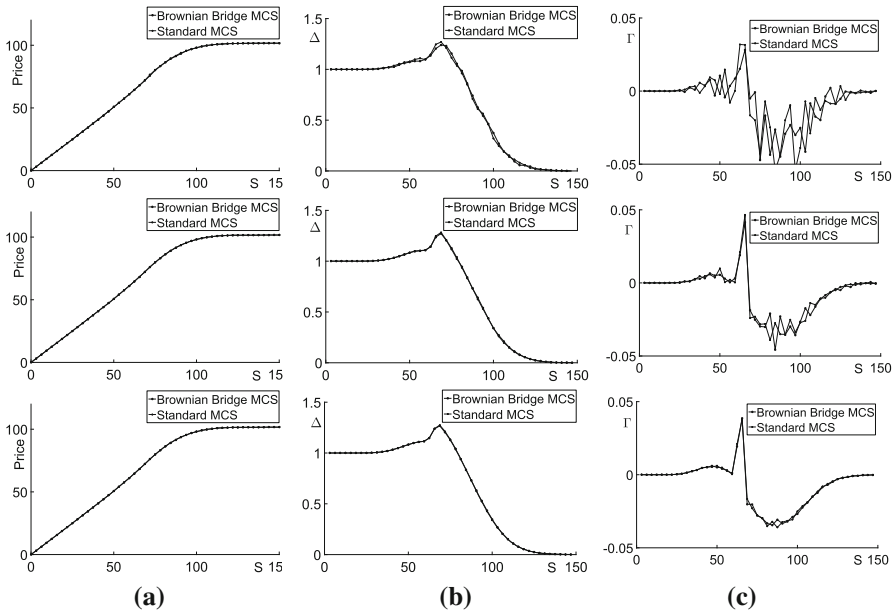 Brownian Bridge MCS
Standard MCS
Price
100
50
0
0 50 100 S 15
Brownian Bridge MCS
Standard MCS
Δ
1.5
1
0.5
0
0 50 100 S 150
Brownian Bridge MCS
Standard MCS
Γ
0.05
0
-0.05
0 50 100 S 150
Brownian Bridge MCS
Standard MCS
Price
100
50
0
0 50 100 S 15
Brownian Bridge MCS
Standard MCS
Δ
1.5
1
0.5
0
0 50 100 S 150
Brownian Bridge MCS
Standard MCS
Γ
0.05
0
-0.05
0 50 100 S 150
Brownian Bridge MCS
Standard MCS
Price
100
50
0
0 50 100 S 15
Brownian Bridge MCS
Standard MCS
Δ
1.5
1
0.5
0
0 50 100 S 150
Brownian Bridge MCS
Standard MCS
Γ
0.05
0
-0.05
0 50 100 S 150
(a) (b) (c)